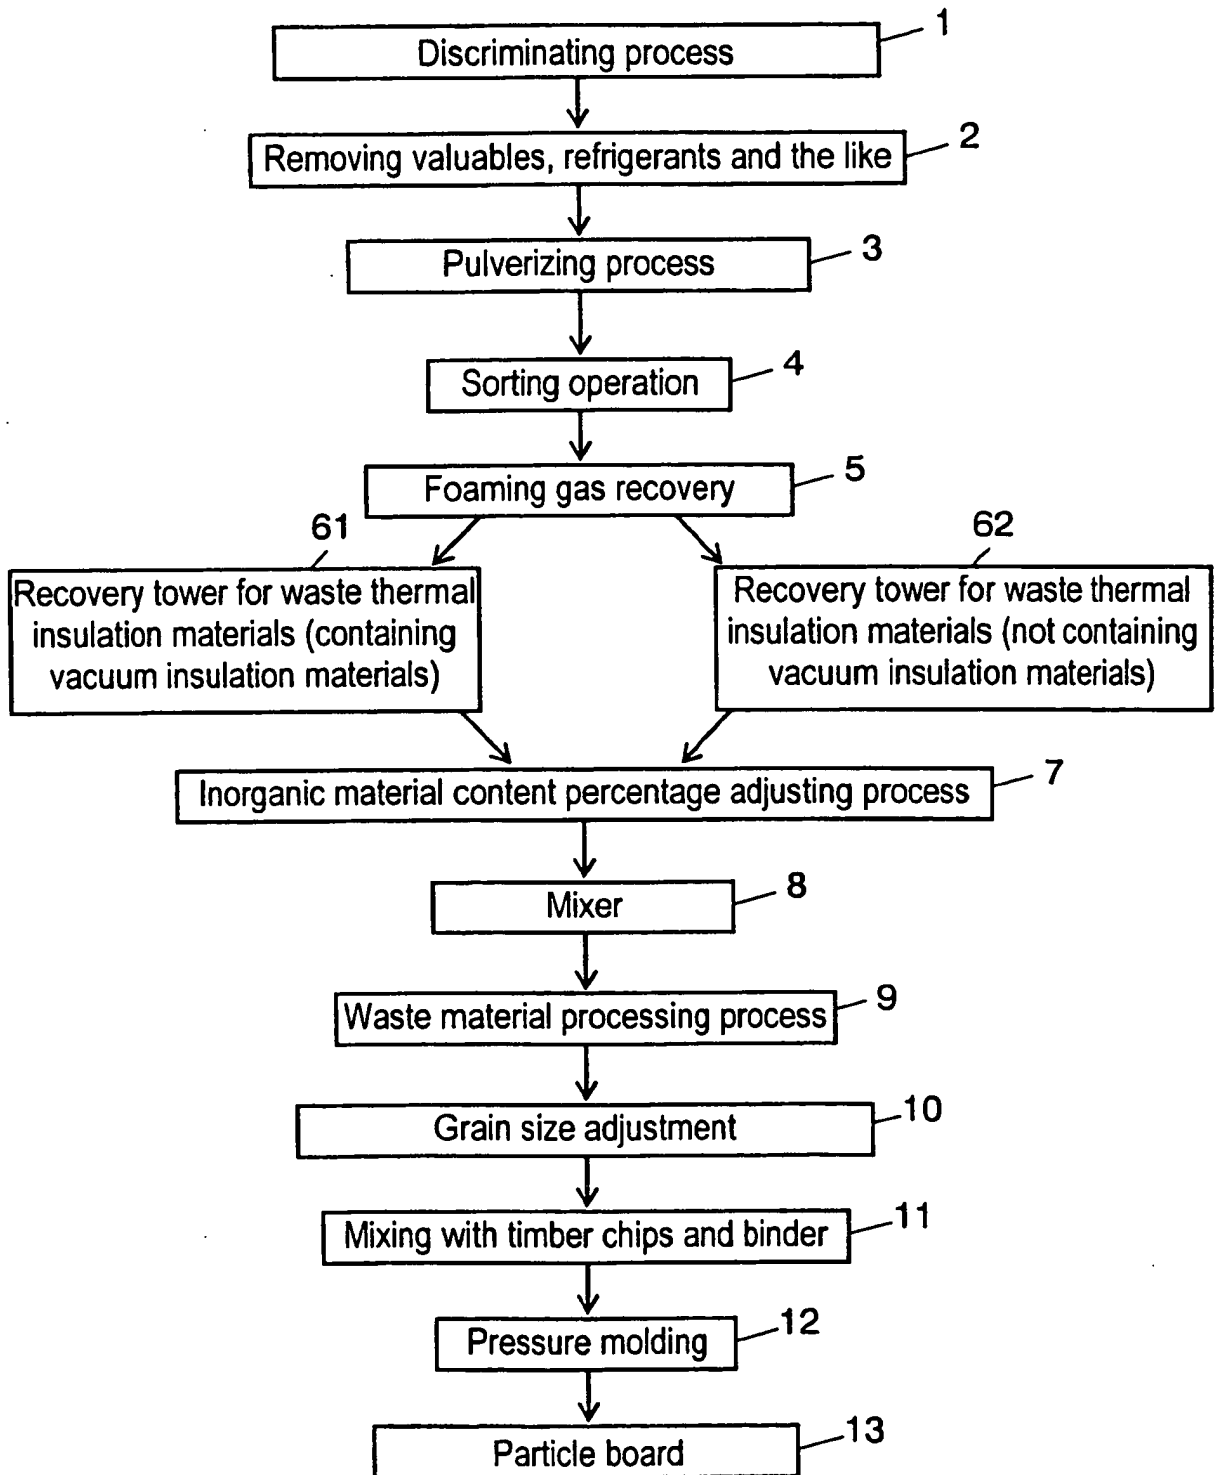 1
Discriminating process
2
Removing valuables, refrigerants and the like
3
Pulverizing process
4
Sorting operation
5
Foaming gas recovery
61
Recovery tower for waste thermal
insulation materials (containing
vacuum insulation materials)
62
Recovery tower for waste thermal
insulation materials (not containing
vacuum insulation materials)
7
Inorganic material content percentage adjusting process
8
Mixer
9
Waste material processing process
10
Grain size adjustment
11
Mixing with timber chips and binder
12
Pressure molding
13
Particle board